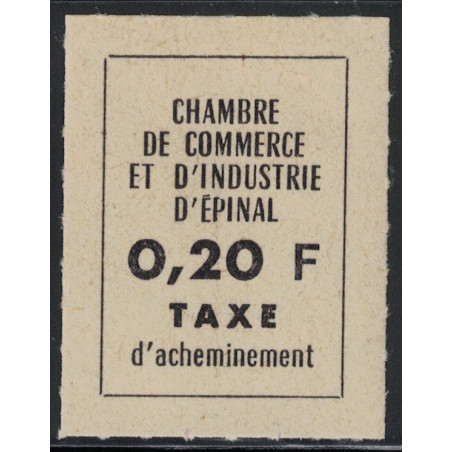 CHAMBRE
DE COMMERCE
ET D'INDUSTRIE
D'ÉPINAL
0,20 F
TAXE
d'acheminement